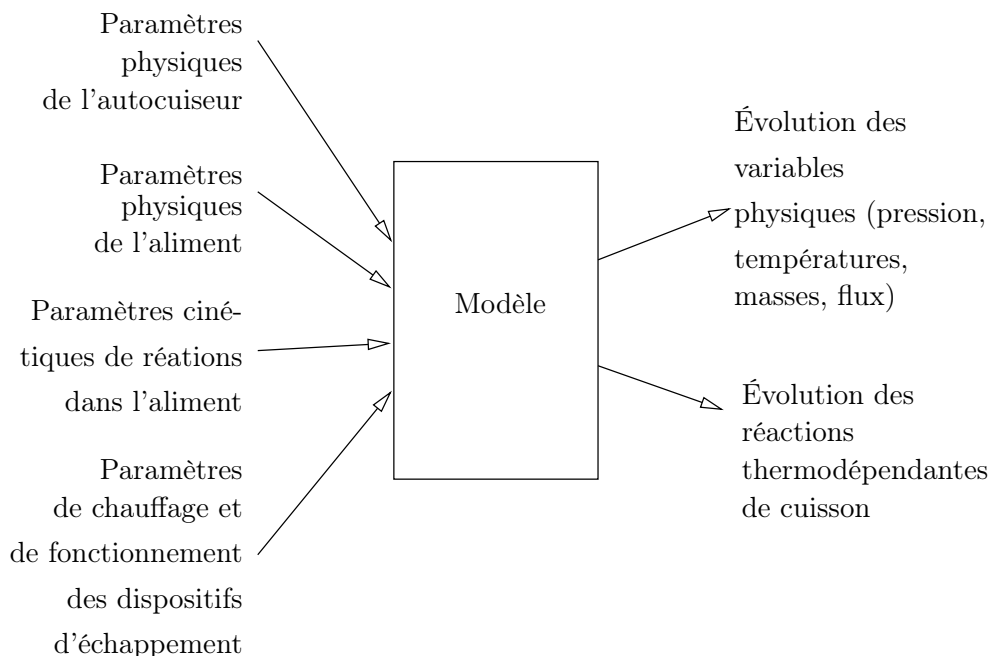 Paramètres
physiques
de l'autocuiseur
Paramètres
physiques
de l'aliment
Paramètres ciné-
tiques de réations
dans l'aliment
Paramètres
de chauffage et
de fonctionnement
des dispositifs
d'échappement
Modèle
Évolution des
variables
physiques (pression,
températures,
masses, flux)
Évolution des
réactions
thermodépendantes
de cuisson